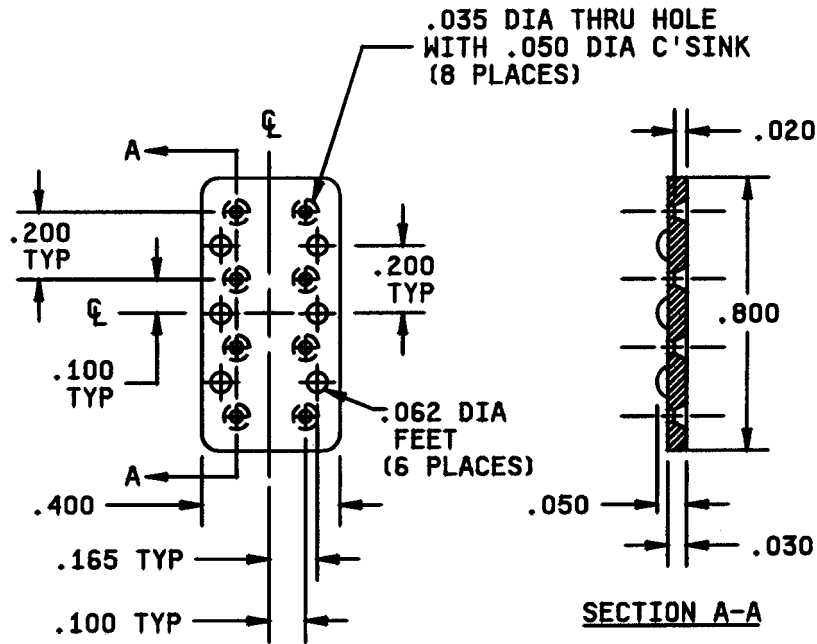 .035 DIA THRU HOLE
WITH .050 DIA C'SINK
(8 PLACES)
℄
A
.020
.200
TYP
.200
TYP
℄
.800
.100
TYP
.062 DIA
FEET
(6 PLACES)
A
.400
.050
.165 TYP
.030
.100 TYP
SECTION A-A